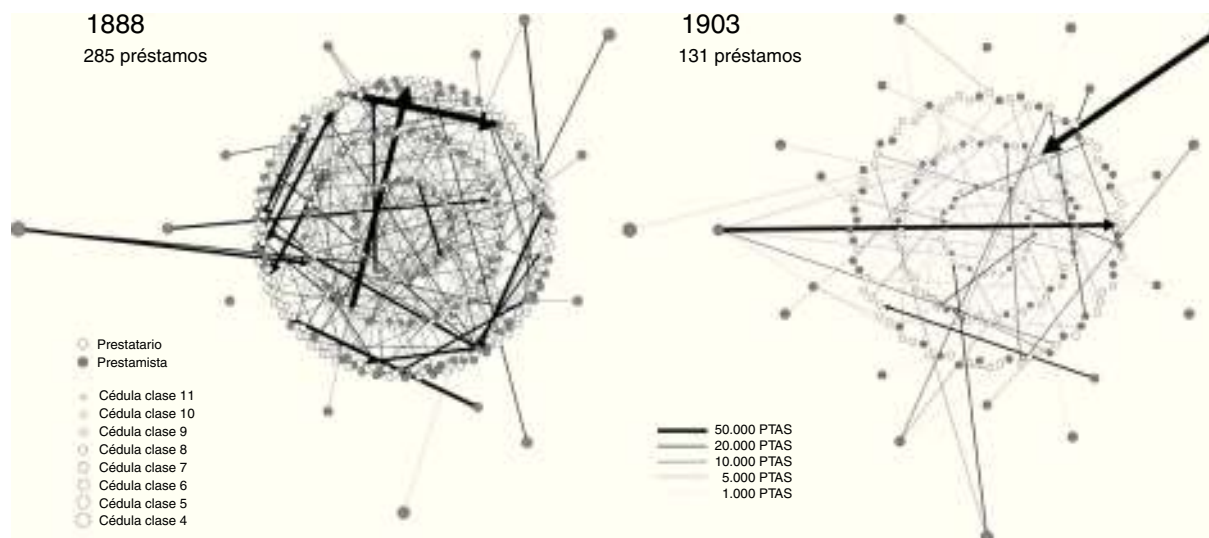 1888
285 préstamos
1903
131 préstamos
Prestatario
Prestamista
Cédula clase 11
Cédula clase 10
Cédula clase 9
Cédula clase 8
Cédula clase 7
Cédula clase 6
Cédula clase 5
Cédula clase 4
50.000 PTAS
20.000 PTAS
10.000 PTAS
5.000 PTAS
1.000 PTAS